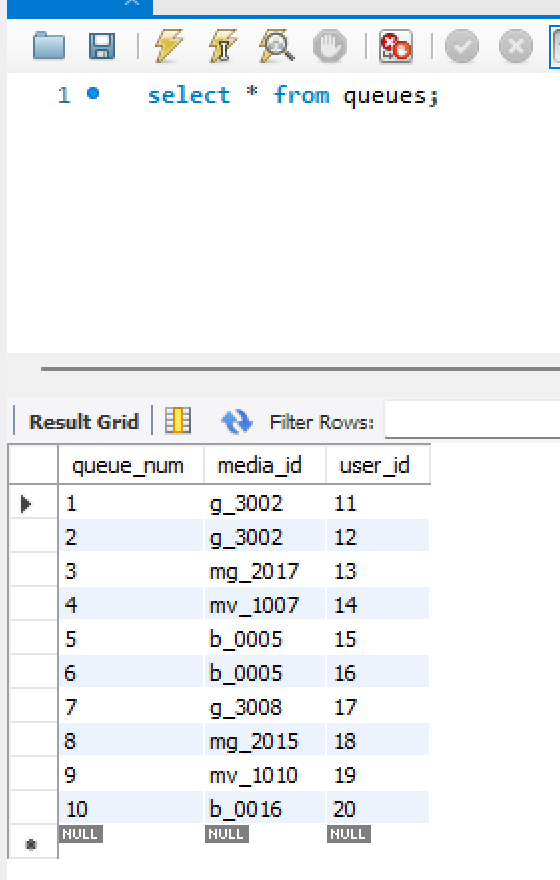 1 select * from queues;
Result Grid Filter Rows:
queue_num media_id user_id
1 g_3002 11
2 g_3002 12
3 mg_2017 13
4 mv_1007 14
5 b_0005 15
6 b_0005 16
7 g_3008 17
8 mg_2015 18
9 mv_1010 19
10 b_0016 20
NULL NULL NULL